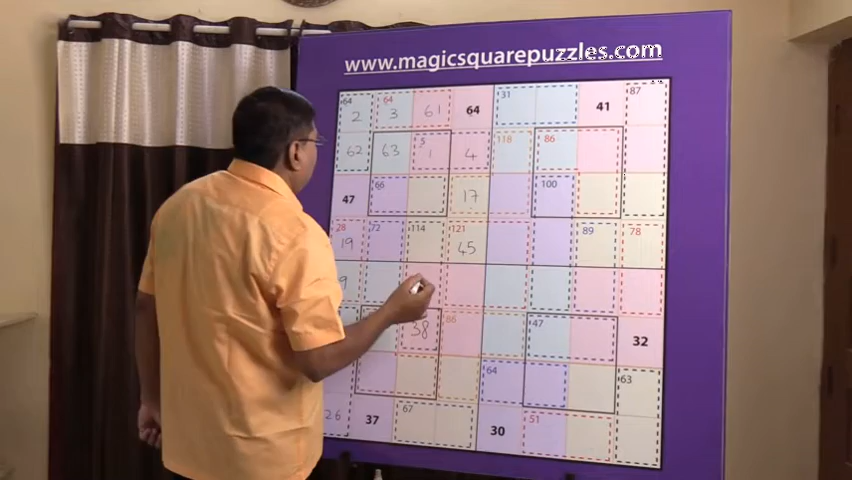 www.magicsquarepuzzles.com
64 64 31 87
2 3 61 64 41
5 118 86
62 63 1 4
66 100
47 17
28 72 114 121 89 78
19 45
9
85 47
38 32
64 63
67 51
26 37 30